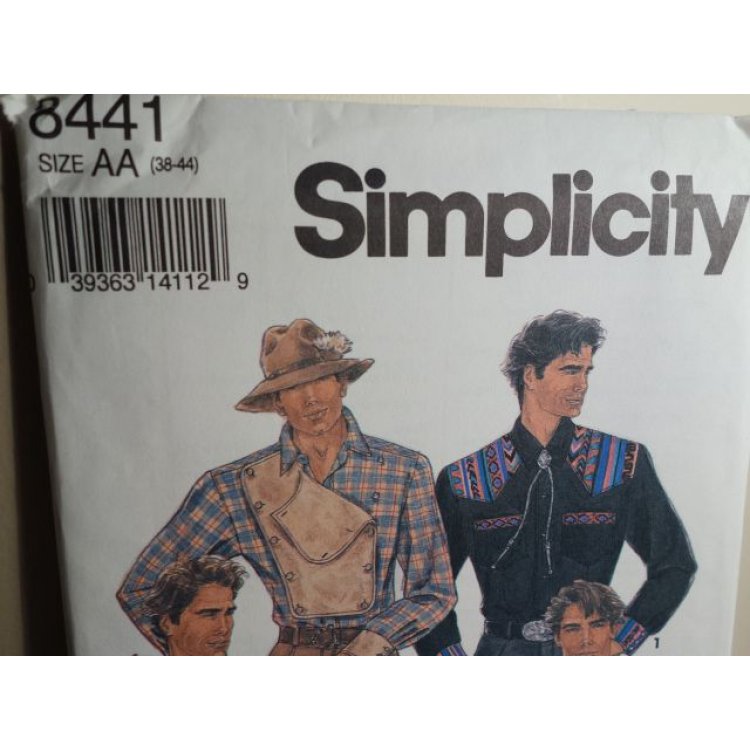 8441
SIZE AA (38-44)
Simplicity
39363 14112 9
1